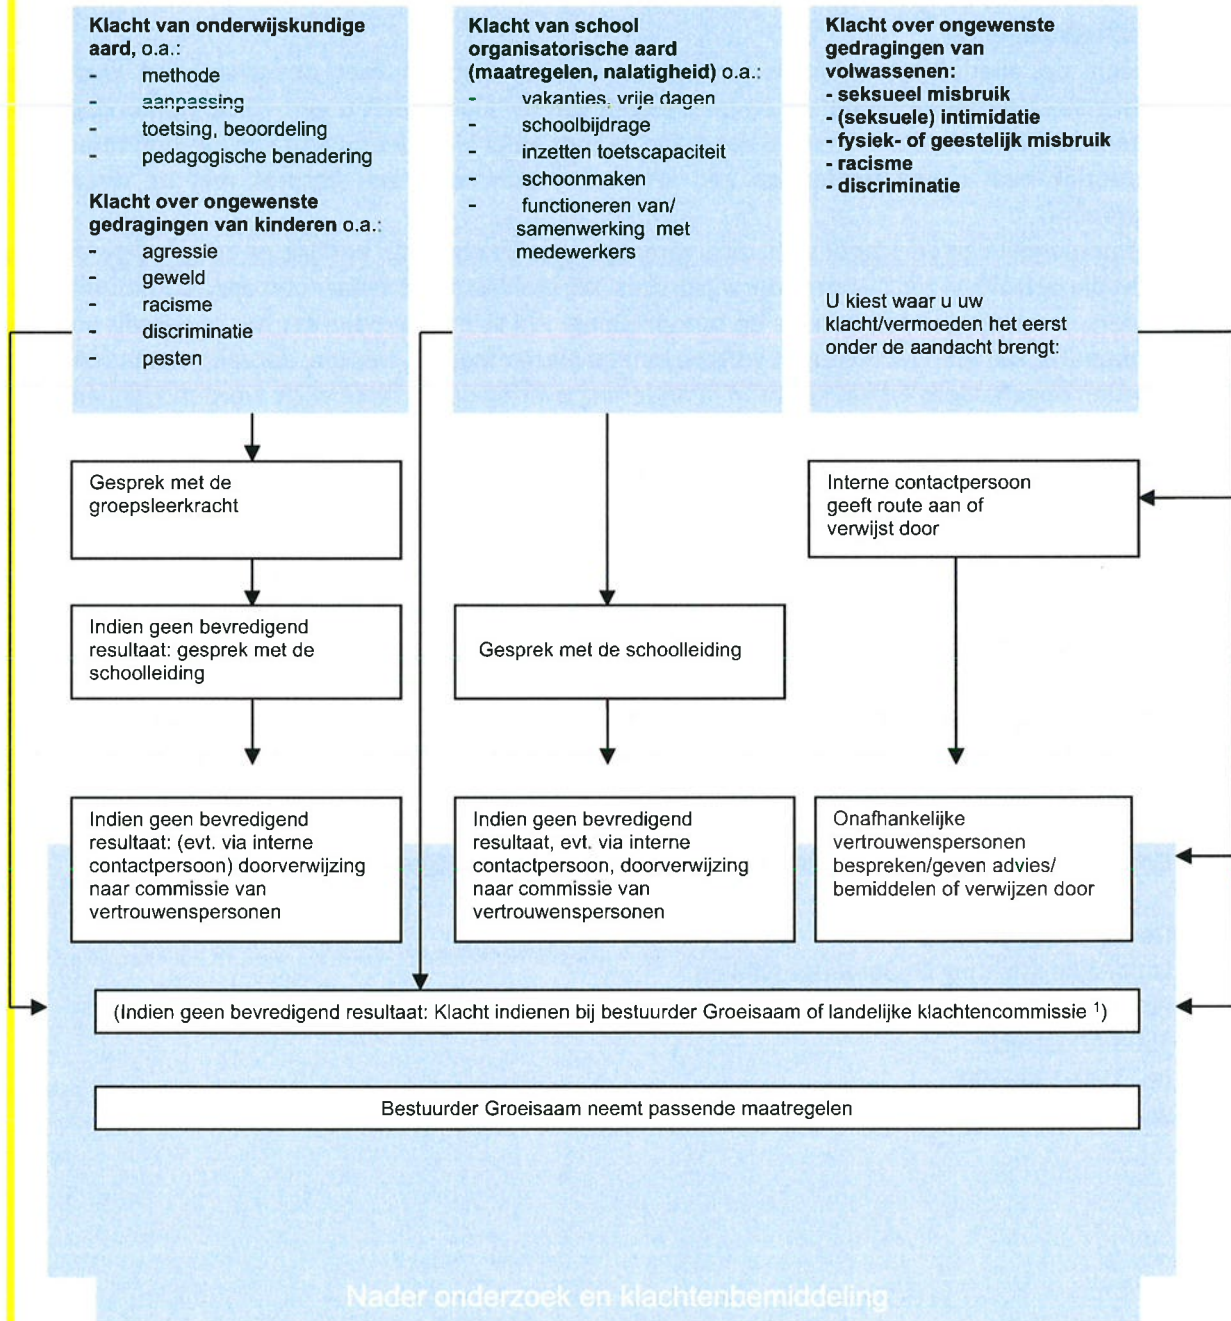 Klacht van onderwijskundige
aard, o.a.:
- methode
- aanpassing
- toetsing, beoordeling
- pedagogische benadering
Klacht over ongewenste
gedragingen van kinderen o.a.:
- agressie
- geweld
- racisme
- discriminatie
- pesten
Klacht van school
organisatorische aard
(maatregelen, nalatigheid) o.a.:
- vakanties, vrije dagen
- schoolbijdrage
- inzetten toetscapaciteit
- schoonmaken
- functioneren van/
samenwerking met
medewerkers
Klacht over ongewenste
gedragingen van
volwassenen:
- seksueel misbruik
- (seksuele) intimidatie
- fysiek- of geestelijk misbruik
- racisme
- discriminatie
U kiest waar u uw
klacht/vermoeden het eerst
onder de aandacht brengt:
Gesprek met de
groepsleerkracht
Interne contactpersoon
geeft route aan of
verwijst door
Indien geen bevredigend
resultaat: gesprek met de
schoolleiding
Gesprek met de schoolleiding
Indien geen bevredigend
resultaat: (evt. via interne
contactpersoon) doorverwijzing
naar commissie van
vertrouwenspersonen
Indien geen bevredigend
resultaat, evt. via interne
contactpersoon, doorverwijzing
naar commissie van
vertrouwenspersonen
Onafhankelijke
vertrouwenspersonen
bespreken/geven advies/
bemiddelen of verwijzen door
(Indien geen bevredigend resultaat: Klacht indienen bij bestuurder Groeisaam of landelijke klachtencommissie ¹)
Bestuurder Groeisaam neemt passende maatregelen
Nader onderzoek en klachtenbemiddeling